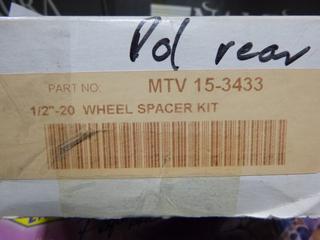 Pol rear
PART NO: MTV 15-3433
1/2"-20 WHEEL SPACER KIT